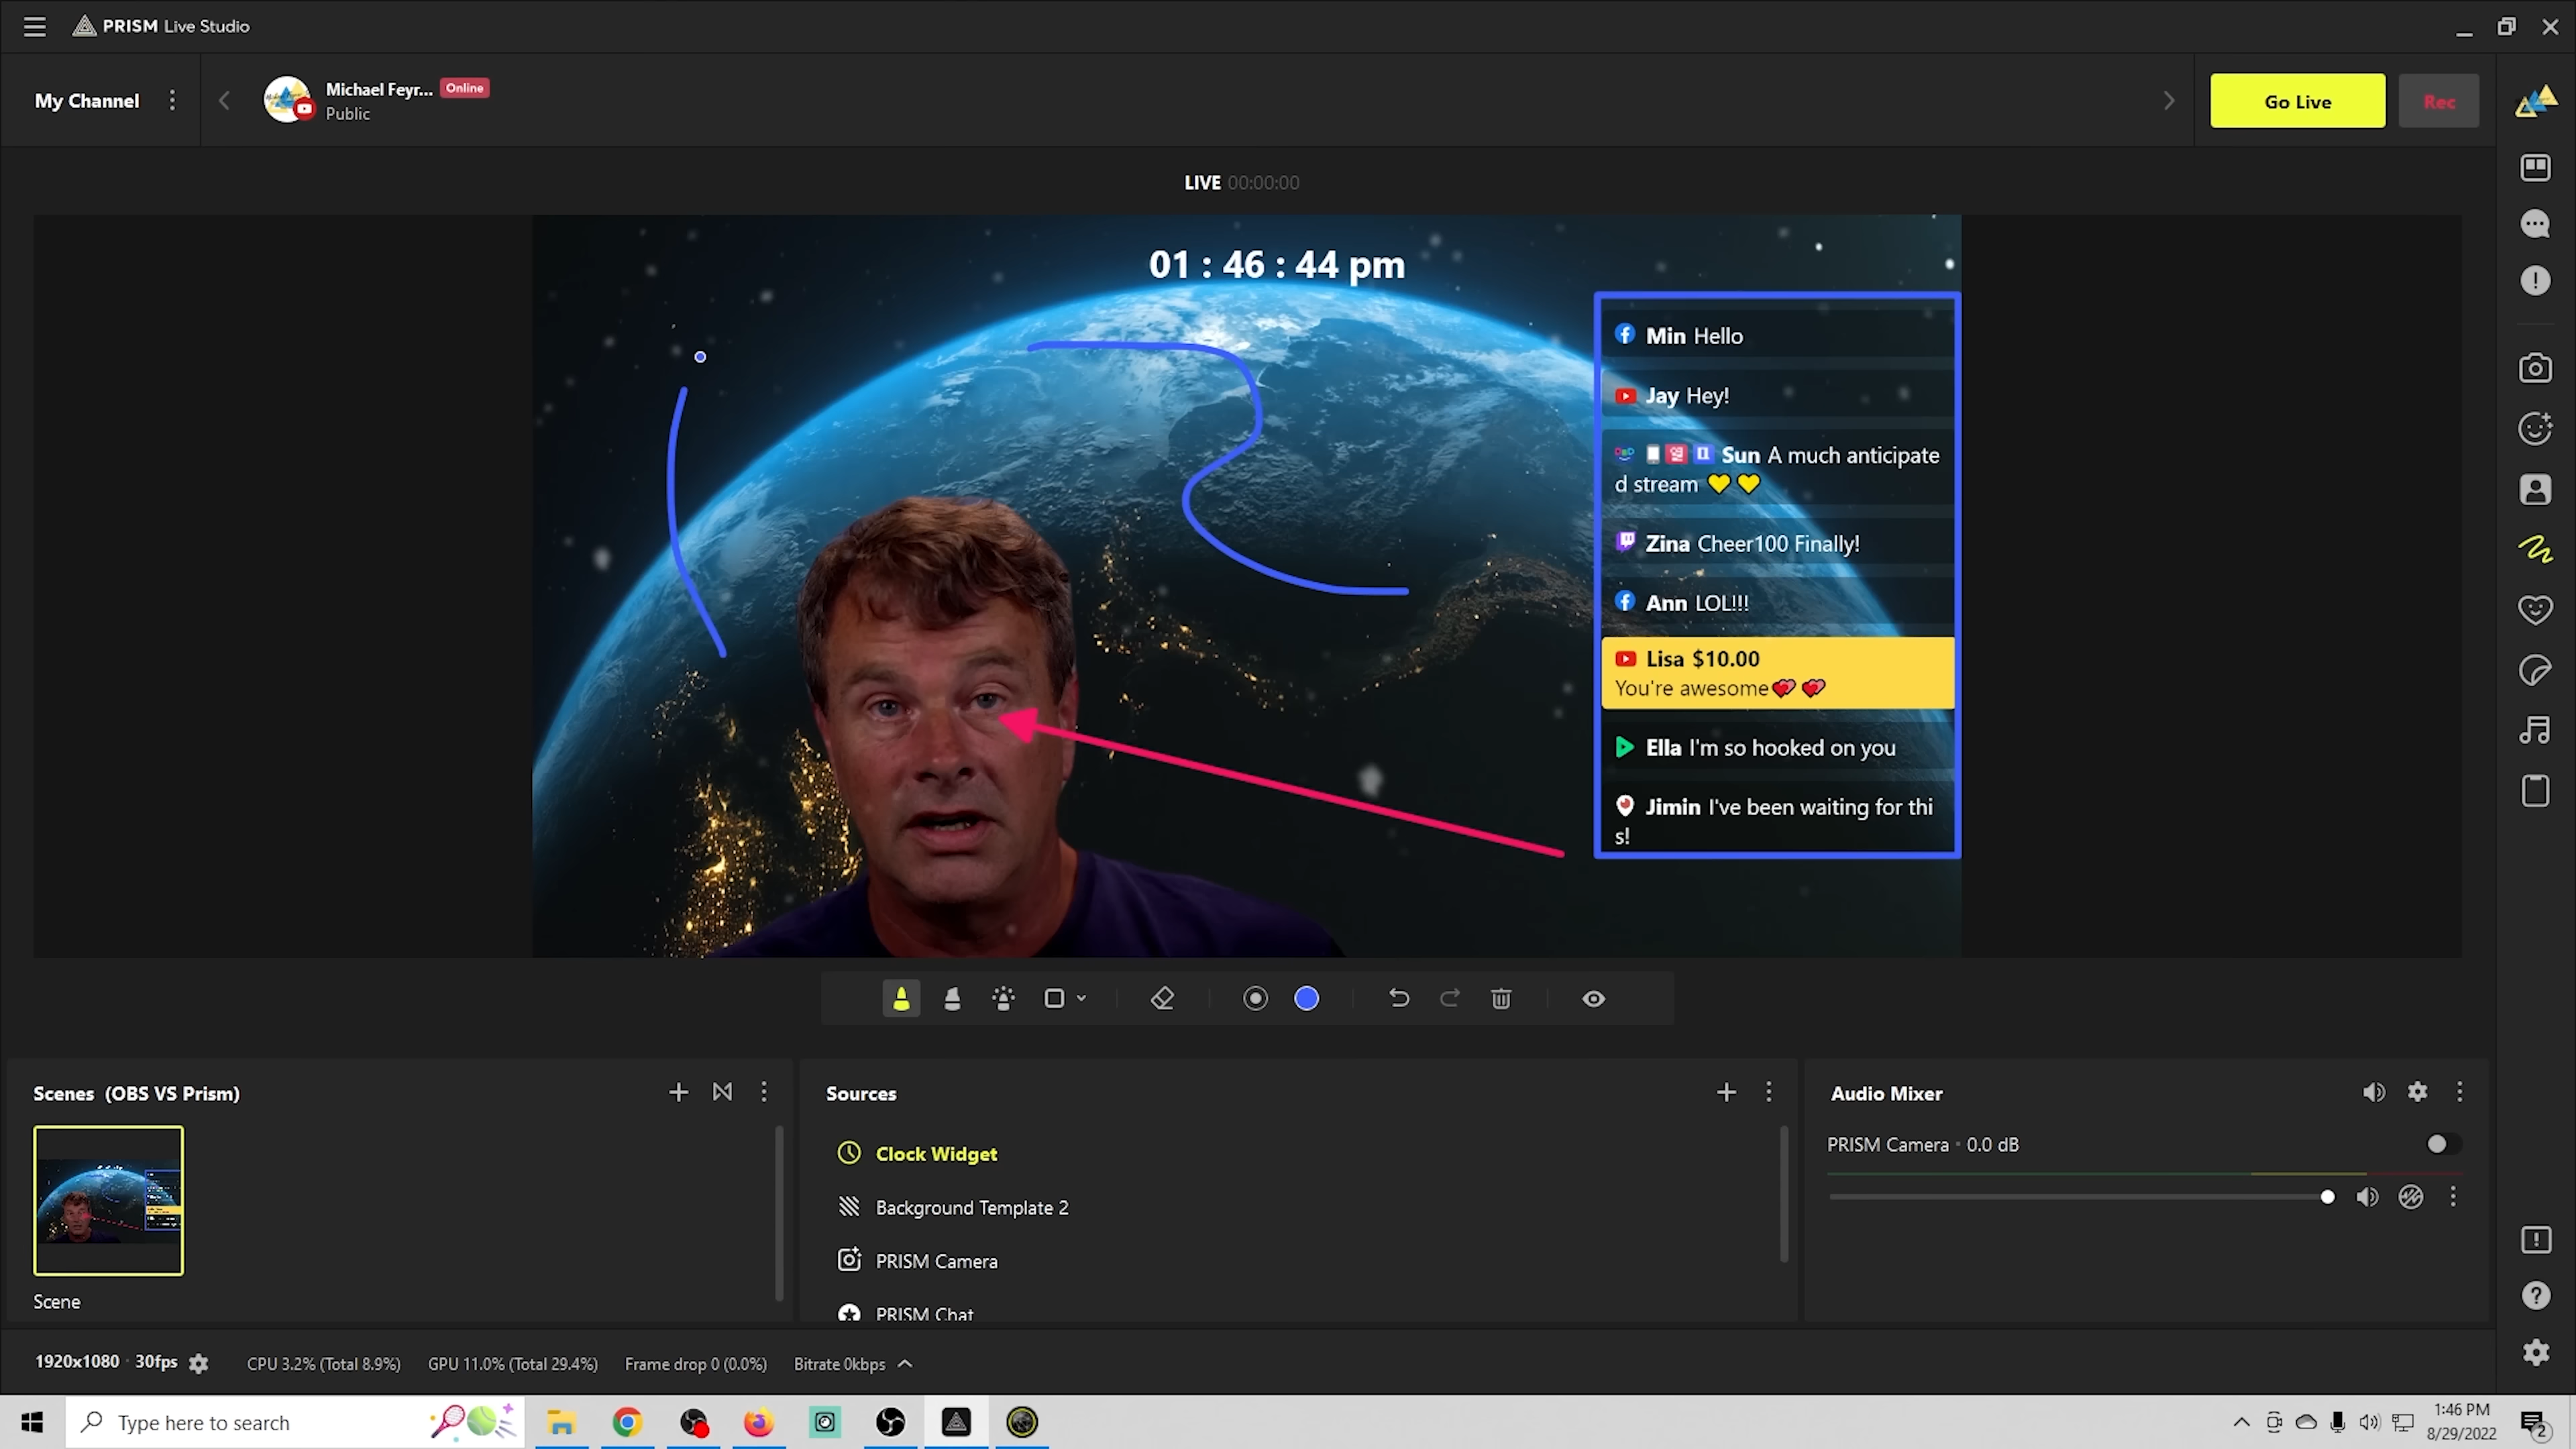 PRISM Live Studio
My Channel
Michael Feyr... Online
Public
Go Live
Rec
LIVE 00:00:00
01 : 46 : 44 pm
Min Hello
Jay Hey!
Sun A much anticipate
d stream 💛 💛
Zina Cheer100 Finally!
Ann LOL!!!
Lisa $10.00
You're awesome💕 💕
Ella I'm so hooked on you
Jimin I've been waiting for thi
s!
Scenes (OBS VS Prism)
Scene
Sources
Clock Widget
Background Template 2
PRISM Camera
PRISM Chat
Audio Mixer
PRISM Camera · 0.0 dB
1920x1080 · 30fps
CPU 3.2% (Total 8.9%)
GPU 11.0% (Total 29.4%)
Frame drop 0 (0.0%)
Bitrate 0kbps
Type here to search
1:46 PM
8/29/2022
2